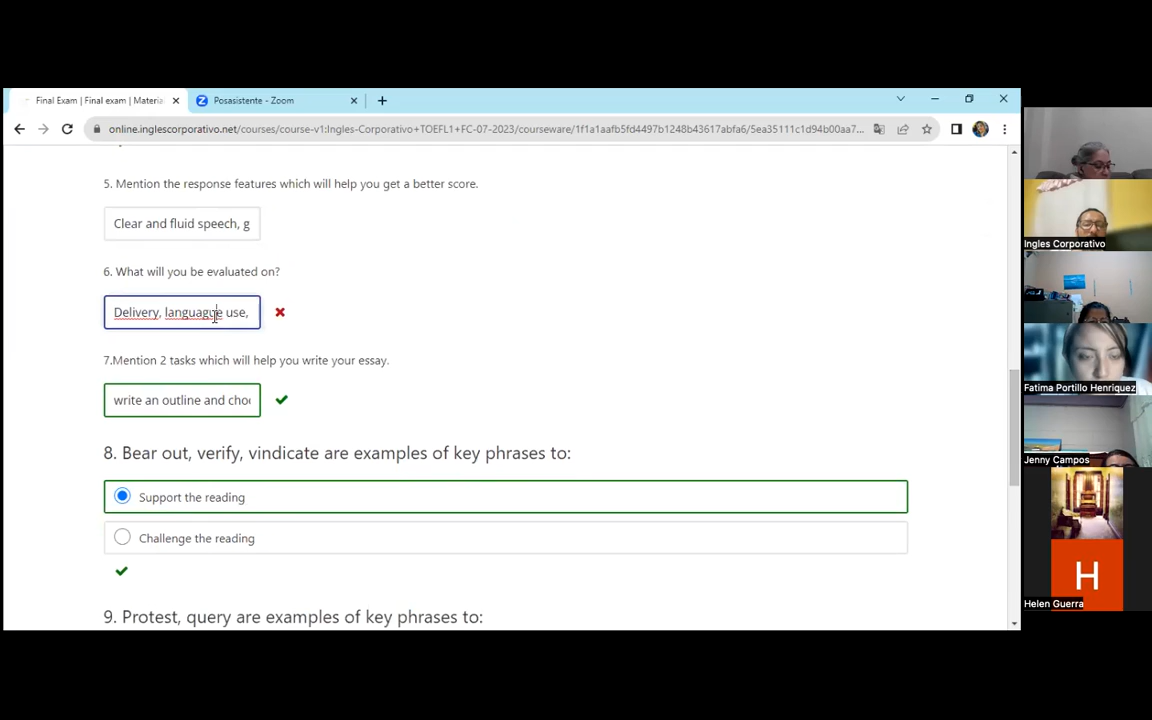 Final Exam | Final exam | Materia
Posasistente - Zoom
online.inglescorporativo.net/courses/course-v1:Ingles-Corporativo+TOEFL1+FC-07-2023/courseware/1f1a1aafb5fd4497b1248b43617abfa6/5ea35111c1d94b00aa7...
5. Mention the response features which will help you get a better score.
Clear and fluid speech, g
6. What will you be evaluated on?
Delivery, languague use,
7.Mention 2 tasks which will help you write your essay.
write an outline and choo
8. Bear out, verify, vindicate are examples of key phrases to:
Support the reading
Challenge the reading
9. Protest, query are examples of key phrases to:
Ingles Corporativo
Fatima Portillo Henriquez
Jenny Campos
H
Helen Guerra